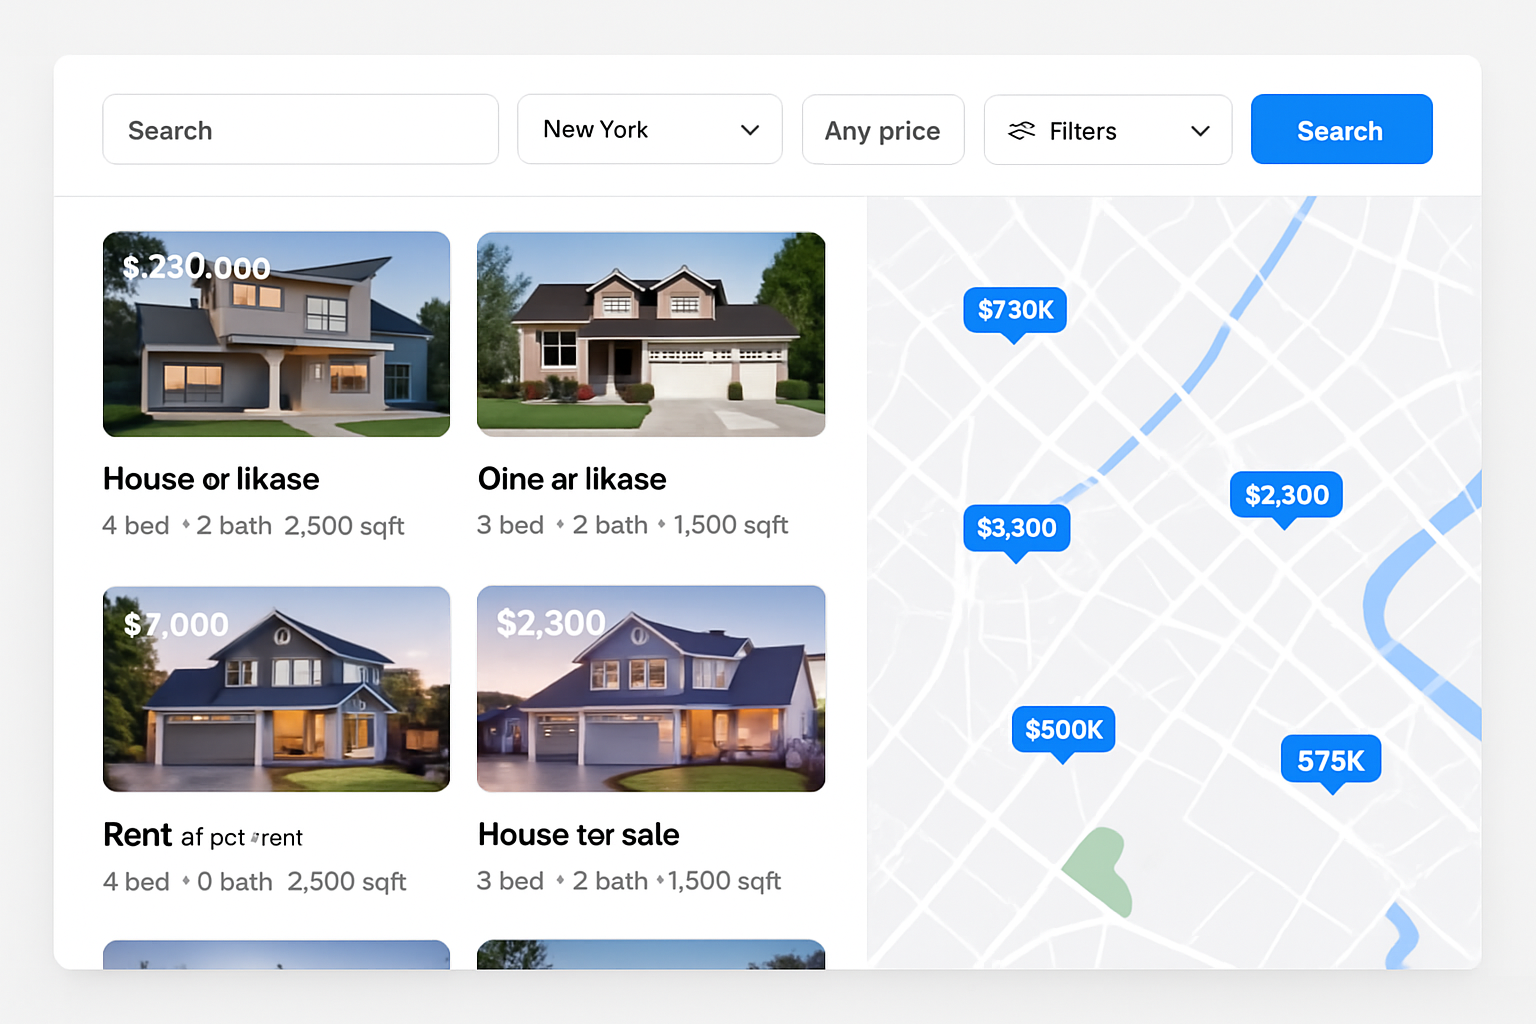 Search
New York
Any price
Filters
Search
$.230.000
House or likase
4 bed • 2 bath 2,500 sqft
Oine ar likase
3 bed • 2 bath • 1,500 sqft
$7,000
Rent af pct rent
4 bed • 0 bath 2,500 sqft
$2,300
House ter sale
3 bed • 2 bath • 1,500 sqft
$730K
$2,300
$3,300
$500K
575K